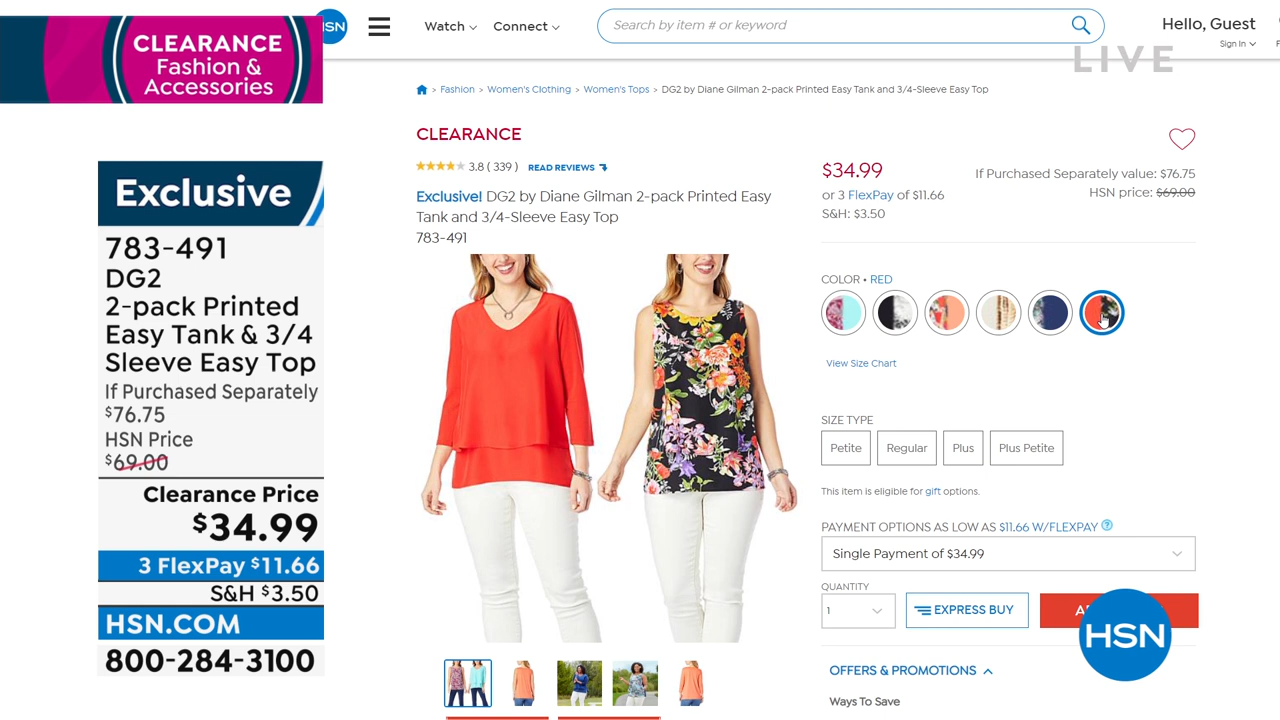 CLEARANCE
Fashion &
Accessories
HSN
Watch
Connect
Search by item # or keyword
Hello, Guest
Sign In
LIVE
> Fashion > Women's Clothing > Women's Tops > DG2 by Diane Gilman 2-pack Printed Easy Tank and 3/4-Sleeve Easy Top
Exclusive
783-491
DG2
2-pack Printed
Easy Tank & 3/4
Sleeve Easy Top
If Purchased Separately
$76.75
HSN Price
$69.00
Clearance Price
$34.99
3 FlexPay $11.66
S&H $3.50
HSN.COM
800-284-3100
CLEARANCE
3.8 ( 339 ) READ REVIEWS
Exclusive! DG2 by Diane Gilman 2-pack Printed Easy
Tank and 3/4-Sleeve Easy Top
783-491
$34.99
or 3 FlexPay of $11.66
S&H: $3.50
If Purchased Separately value: $76.75
HSN price: $69.00
COLOR • RED
View Size Chart
SIZE TYPE
Petite
Regular
Plus
Plus Petite
This item is eligible for gift options.
PAYMENT OPTIONS AS LOW AS $11.66 W/FLEXPAY ?
Single Payment of $34.99
QUANTITY
1
EXPRESS BUY
HSN
OFFERS & PROMOTIONS
Ways To Save